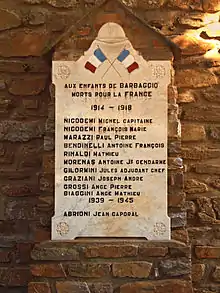 AUX ENFANTS DE BARBAGGIO
MORTS POUR LA FRANCE
1914 - 1918
NICODEMI MICHEL CAPITAINE
NICODEMI FRANÇOIS MARIE
MARAZZI PAUL PIERRE
BENDINELLI ANTOINE FRANÇOIS
RINALDI MATHIEU
MORENAS ANTOINE JH GENDARME
GILORMINI JULES ADJUDANT CHEF
GRAZIANI JOSEPH ANDRE
GROSSI ANGE PIERRE
BIAGGINI ANGE MATHIEU
1939 - 1945
ABRIONI JEAN CAPORAL